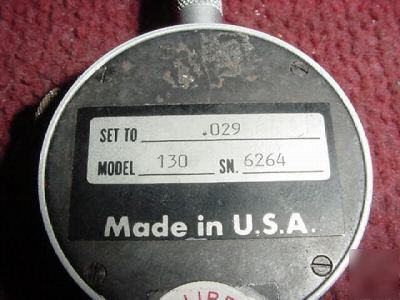 SET TO .029
MODEL 130 SN. 6264
Made in U.S.A.